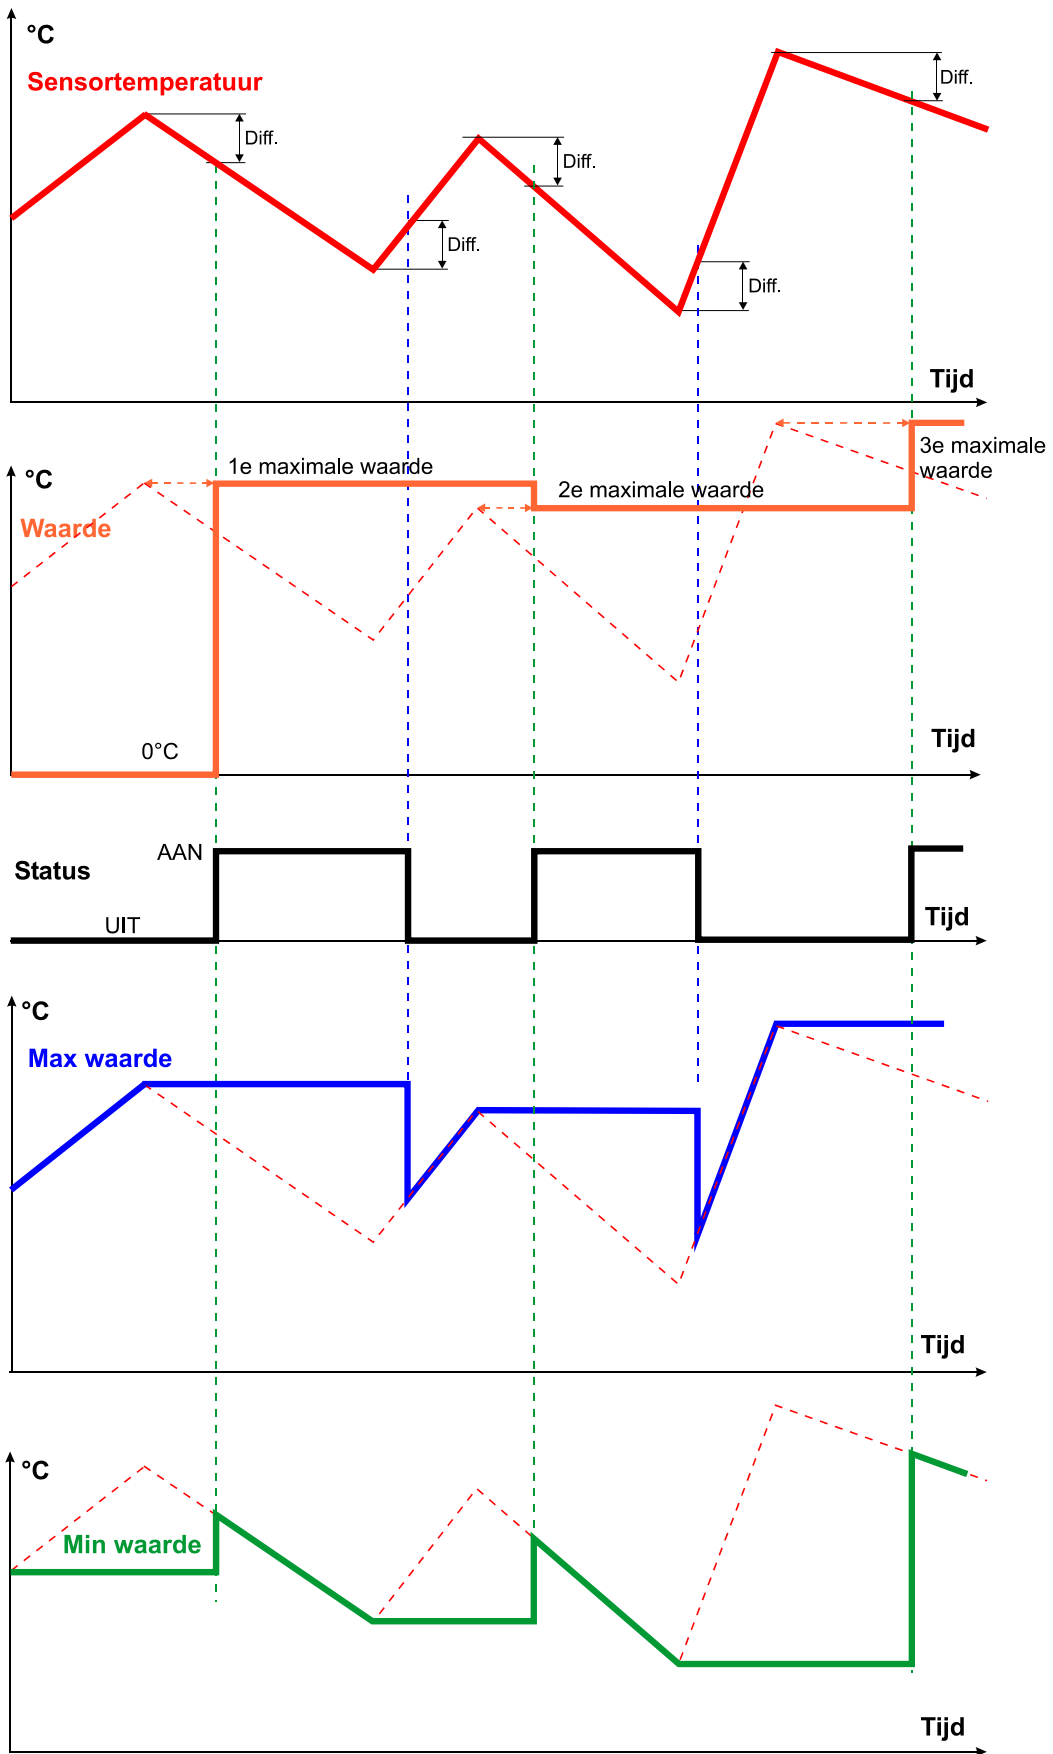 °C
Sensortemperatuur
Diff.
Diff.
Diff.
Diff.
Diff.
Tijd
°C
Waarde
1e maximale waarde
2e maximale waarde
3e maximale
waarde
0°C
Tijd
Status
AAN
UIT
Tijd
°C
Max waarde
Tijd
°C
Min waarde
Tijd